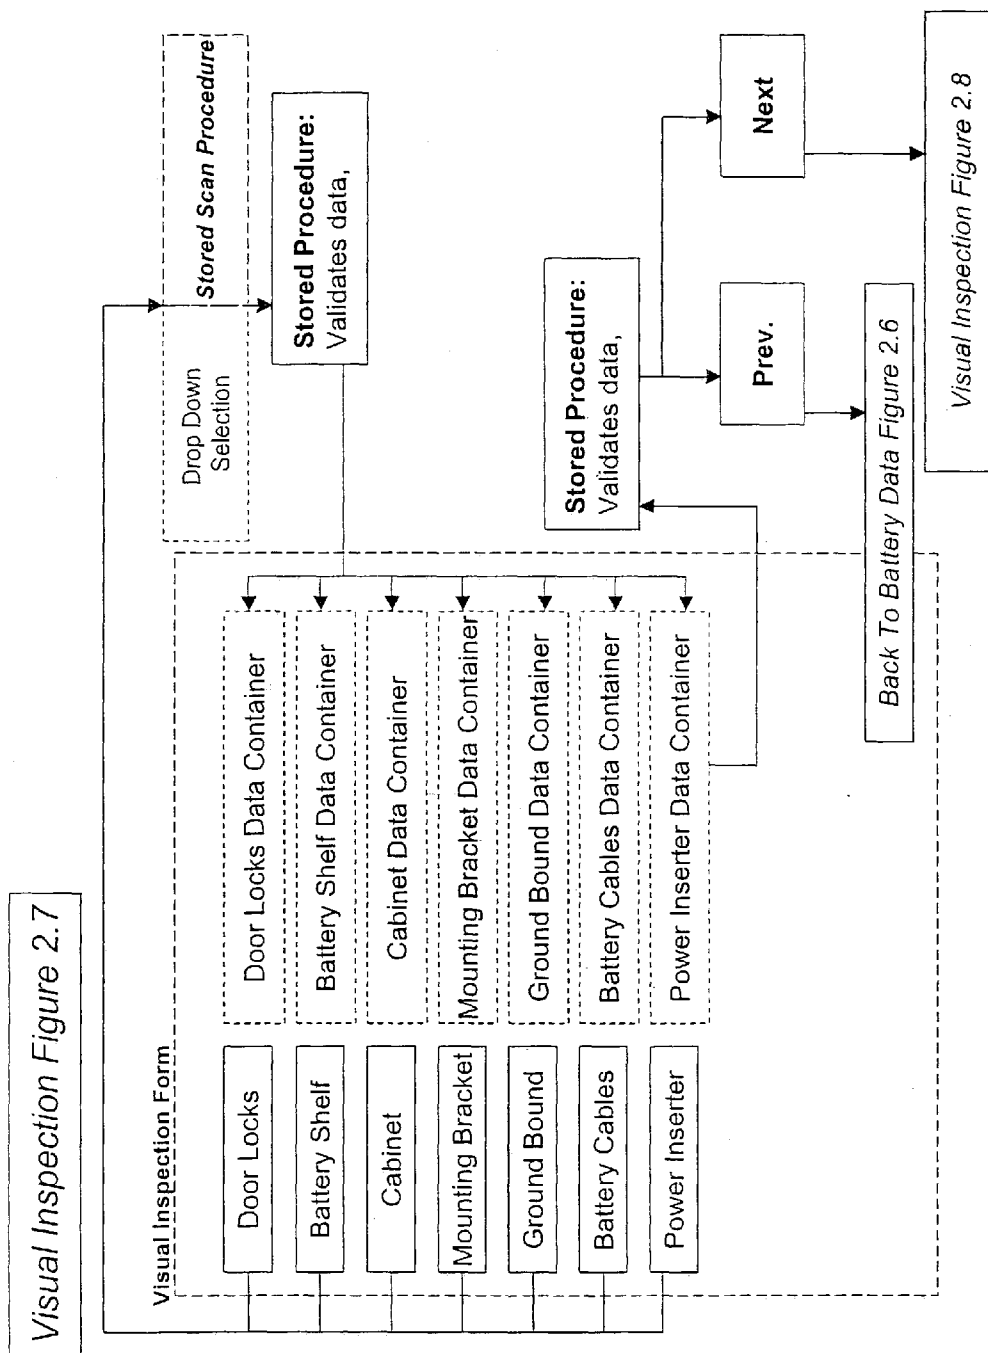 Visual Inspection Figure 2.7
Visual Inspection Form
Door Locks
Battery Shelf
Cabinet
Mounting Bracket
Ground Bound
Battery Cables
Power Inserter
Door Locks Data Container
Battery Shelf Data Container
Cabinet Data Container
Mounting Bracket Data Container
Ground Bound Data Container
Battery Cables Data Container
Power Inserter Data Container
Drop Down
Selection
Stored Scan Procedure
Stored Procedure:
Validates data,
Stored Procedure:
Validates data,
Prev.
Next
Back To Battery Data Figure 2.6
Visual Inspection Figure 2.8